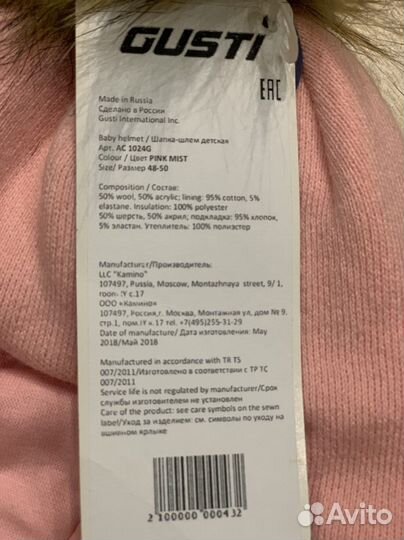 GUSTI
EAC
Made in Russia
Сделано в России
Gusti International Inc.
Baby helmet / Шапка-шлем детская
Арт. AC 1024G
Colour / Цвет PINK MIST
Size/ Размер 48-50
Composition / Состав:
50% wool, 50% acrylic; lining: 95% cotton, 5%
elastane. Insulation: 100% polyester
50% шерсть, 50% акрил; подкладка: 95% хлопок,
5% эластан. Утеплитель: 100% полиэстер
Manufacturer/Производитель:
LLC "Kamino"
107497, Russia, Moscow, Montazhnaya street, 9/1,
room IY c.17
ООО «Камино»
107497, Россия,г. Москва, Монтажная ул, дом № 9,
стр.1, пом.IY к.17 тел.+7(495)255-31-29
Date of manufacture/ Дата изготовления: May
2018/Май 2018
Manufactured in accordance with TR TS
007/2011/Изготовлено в соответствии с ТР ТС
007/2011
Service life is not regulated by manufacturer/Срок
службы изготовителем не установлен
Care of the product: see care symbols on the sewn
label/Уход за изделием: см. символы по уходу на
вшивном ярлыке
2 100000 000432
Avito